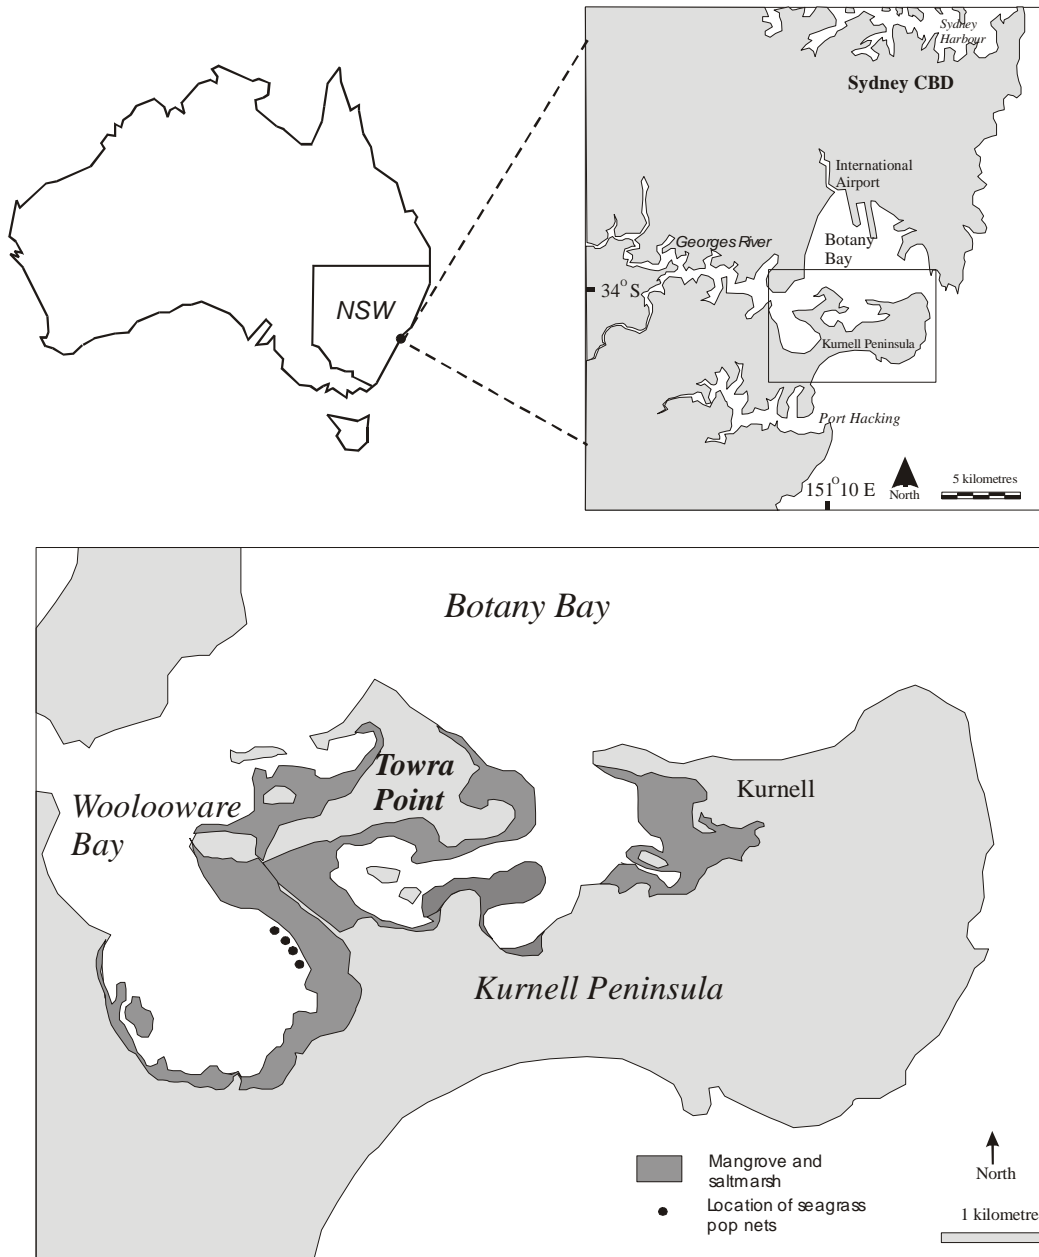 Sydney
Harbour
Sydney CBD
International
Airport
Georges River
Botany
Bay
NSW
34°S
Kurnell Peninsula
Port Hacking
151°10 E
North
5 kilometres
Botany Bay
Towra
Point
Kurnell
Woolooware
Bay
Kurnell Peninsula
Mangrove and
saltmarsh
Location of seagrass
pop nets
North
1 kilometre